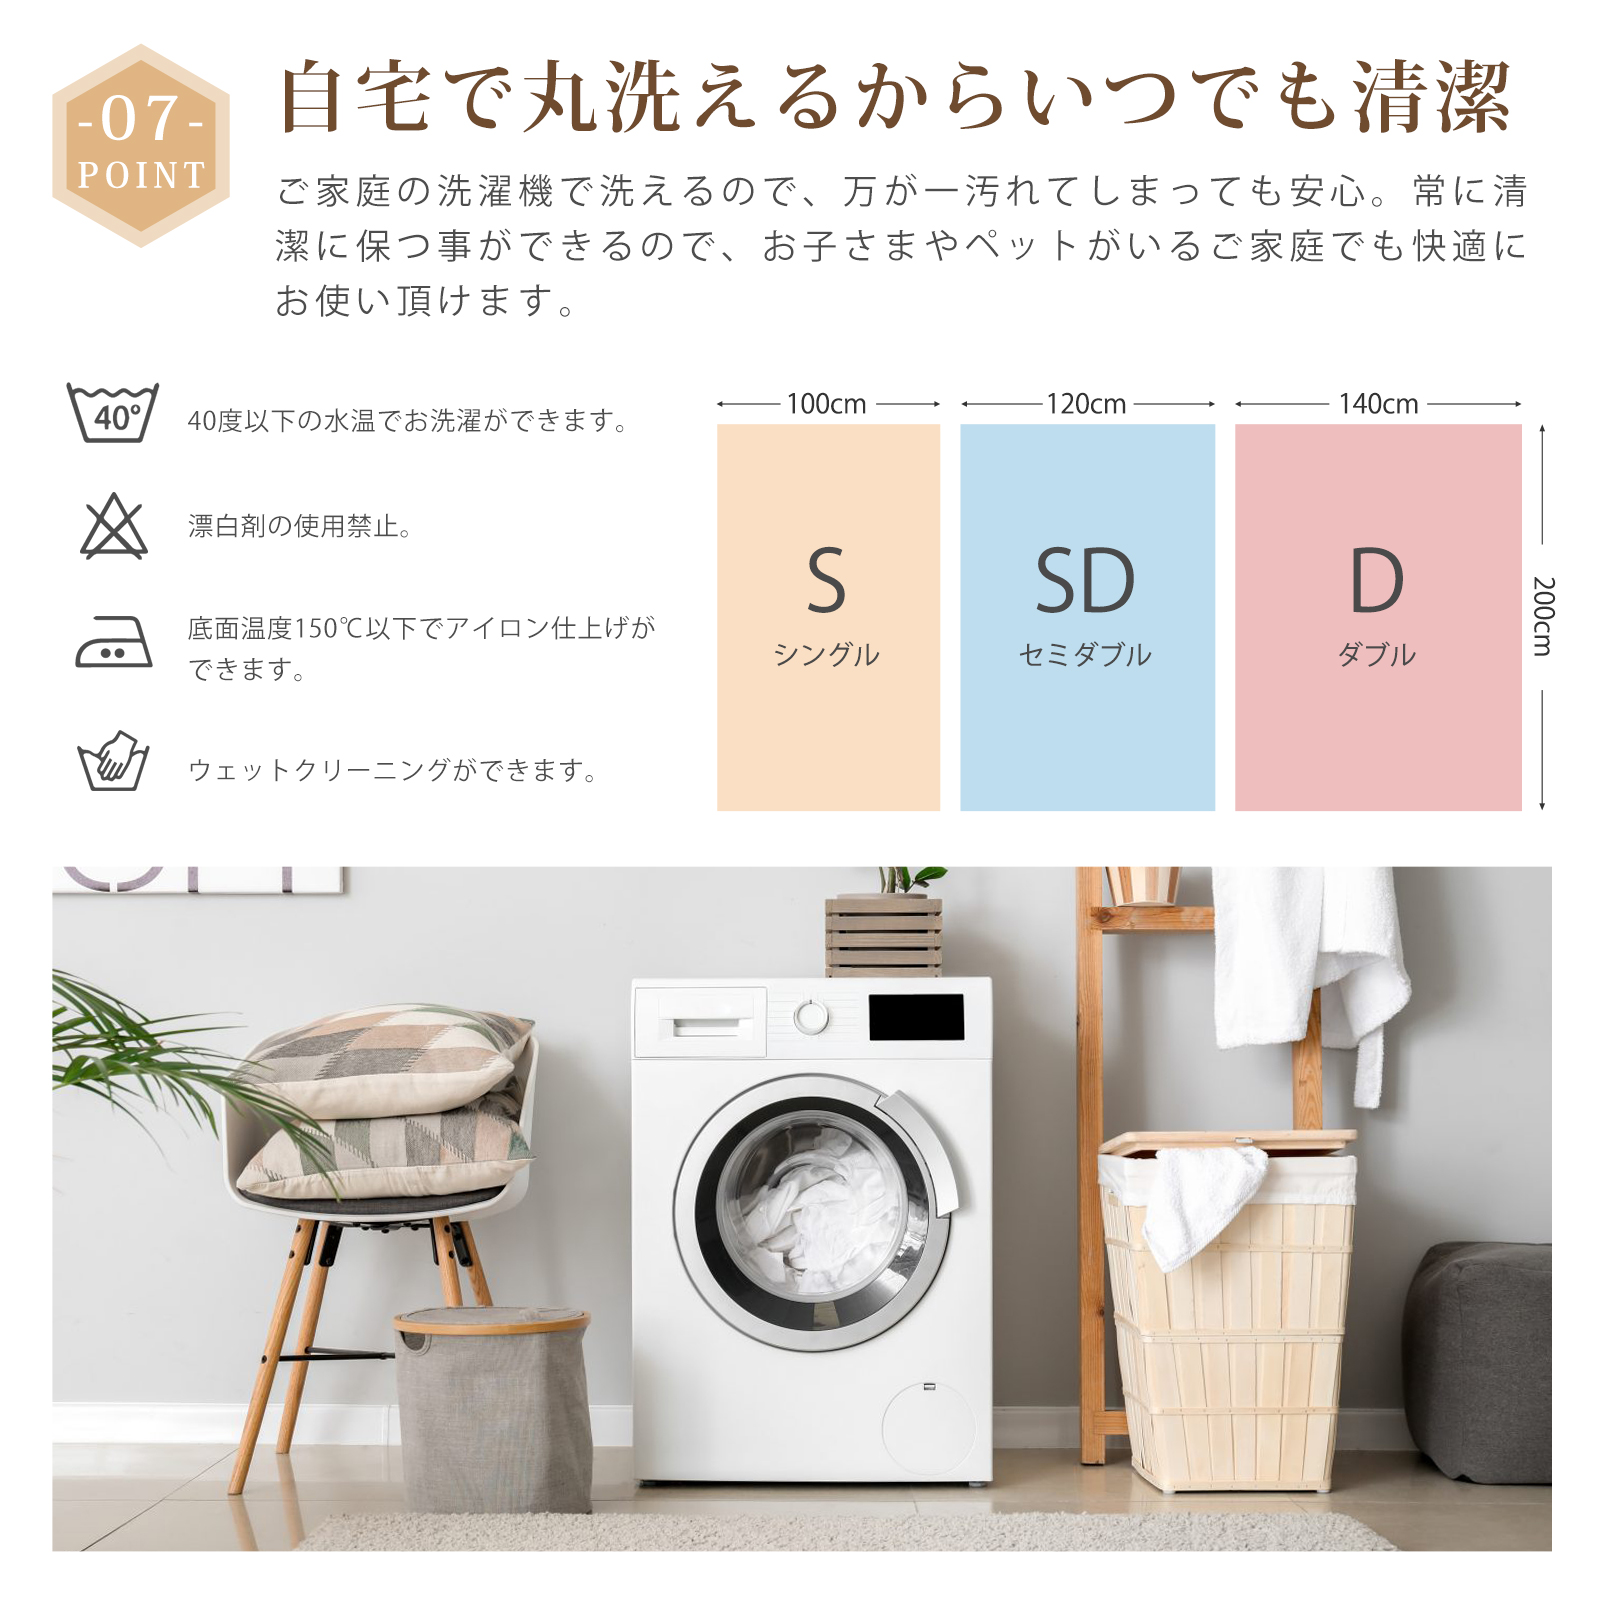 -07-
POINT
自宅で丸洗えるからいつでも清潔
ご家庭の洗濯機で洗えるので、万が一汚れてしまっても安心。常に清
潔に保つ事ができるので、お子さまやペットがいるご家庭でも快適に
お使い頂けます。
40°
40度以下の水温でお洗濯ができます。
漂白剤の使用禁止。
底面温度150℃以下でアイロン仕上げが
できます。
ウェットクリーニングができます。
100cm
120cm
140cm
S
シングル
SD
セミダブル
D
ダブル
200cm